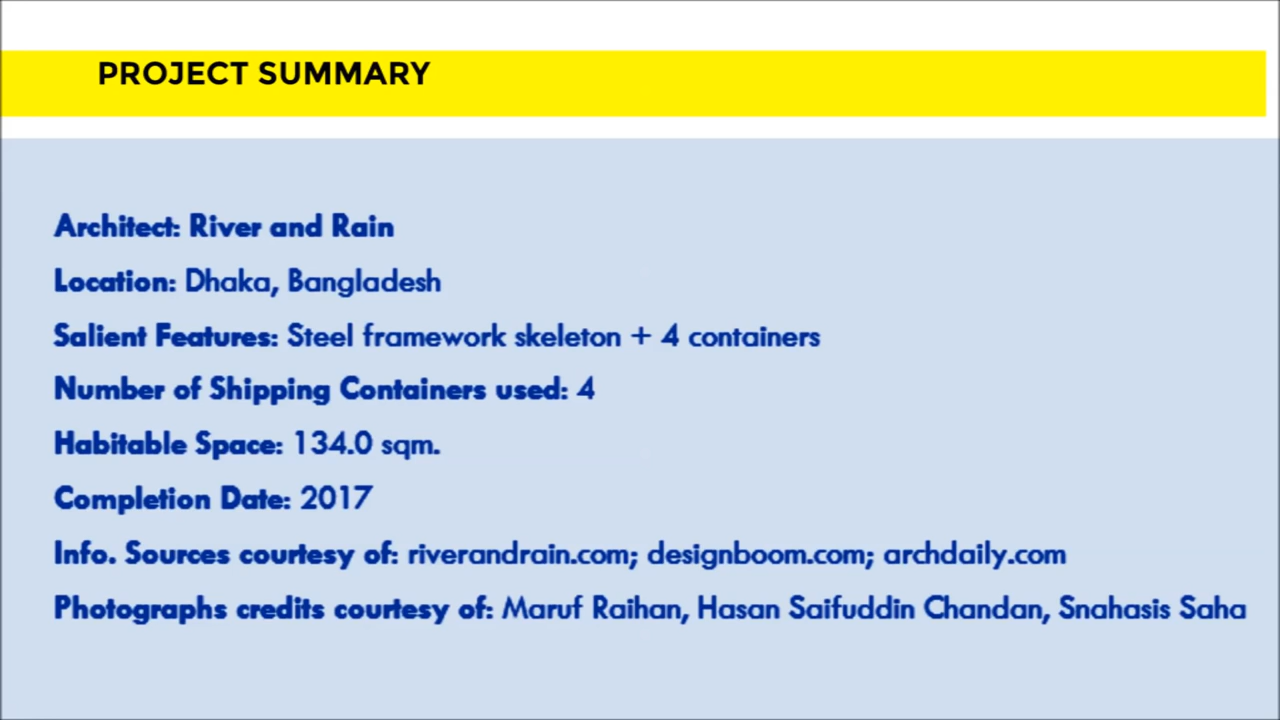 PROJECT SUMMARY
Architect: River and Rain
Location: Dhaka, Bangladesh
Salient Features: Steel framework skeleton + 4 containers
Number of Shipping Containers used: 4
Habitable Space: 134.0 sqm.
Completion Date: 2017
Info. Sources courtesy of: riverandrain.com; designboom.com; archdaily.com
Photographs credits courtesy of: Maruf Raihan, Hasan Saifuddin Chandan, Snahasis Saha